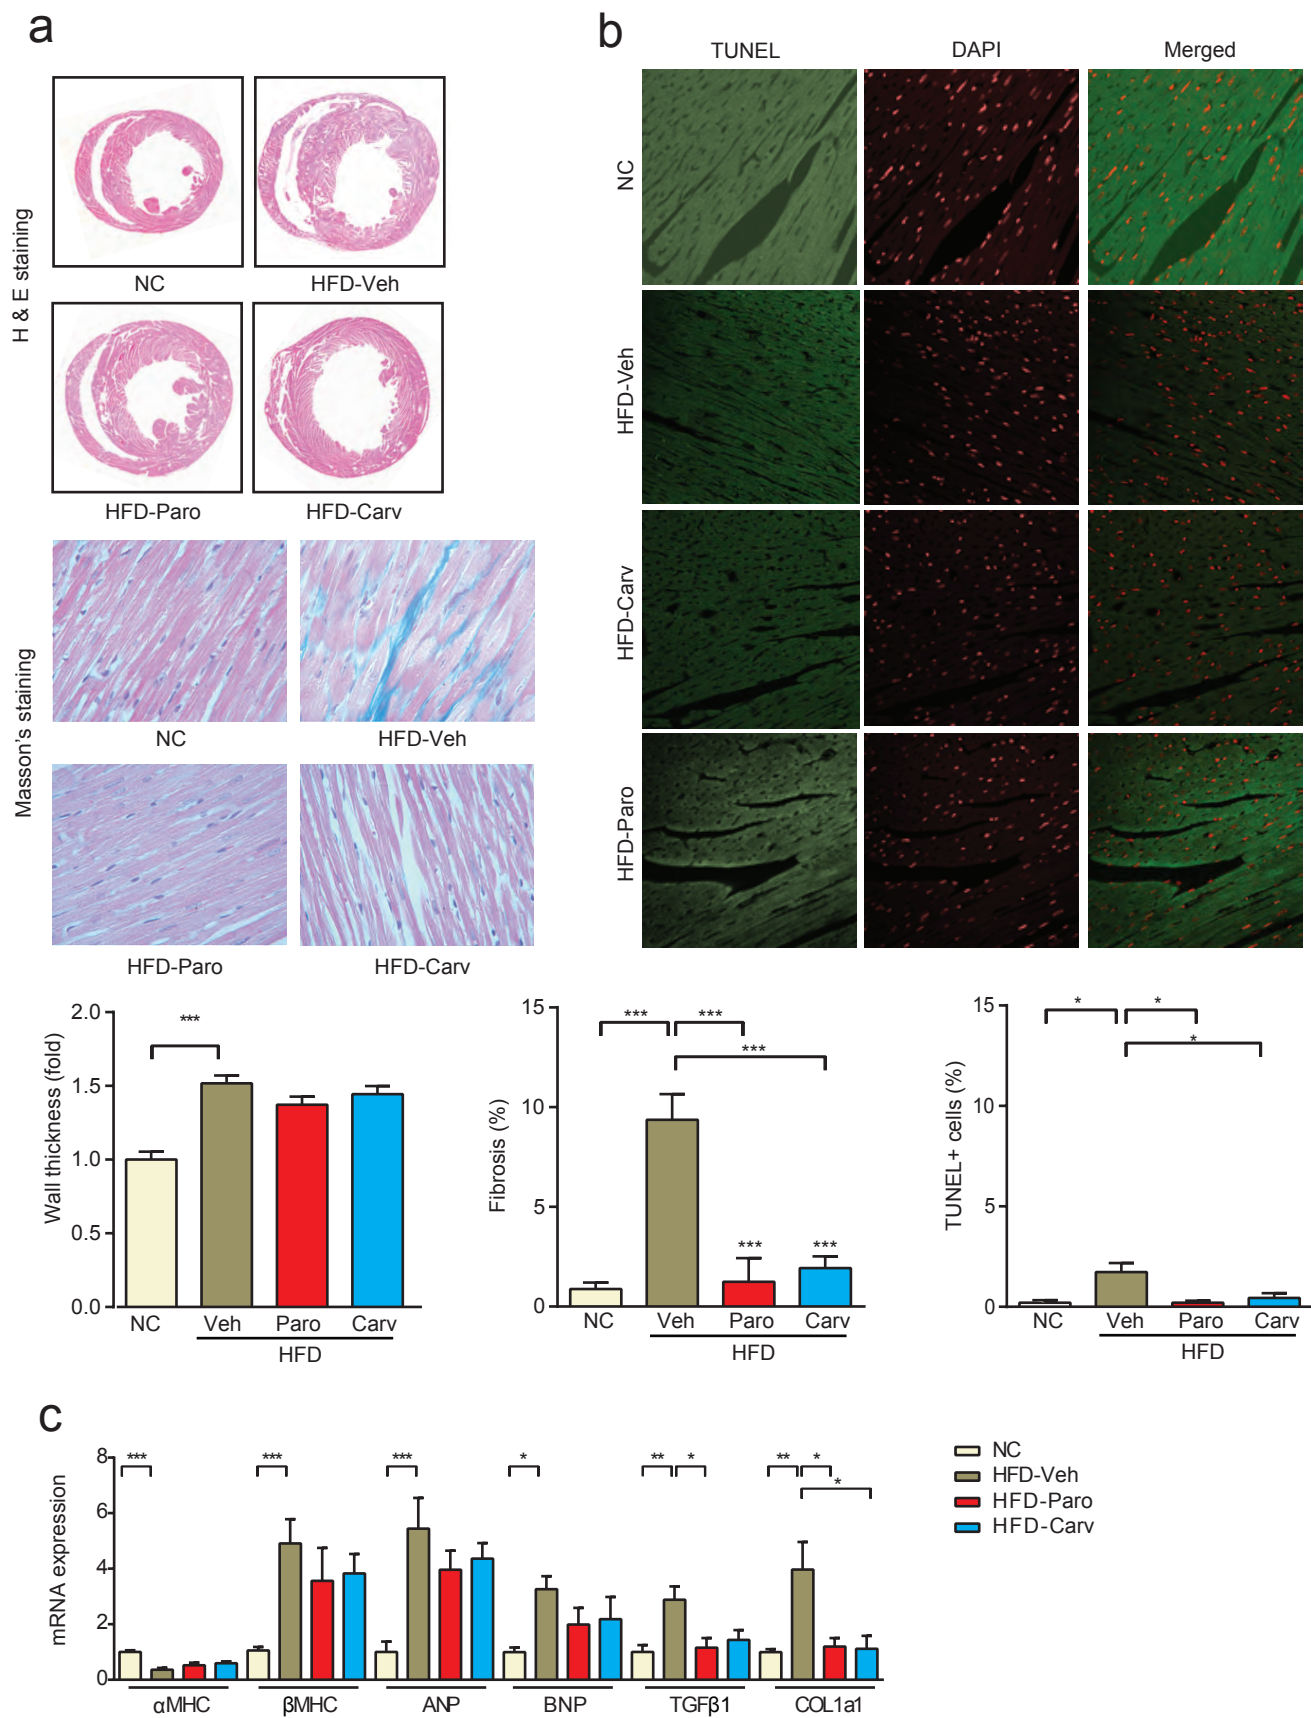 a
H & E staining
NC
HFD-Veh
HFD-Paro
HFD-Carv
Masson's staining
NC
HFD-Veh
HFD-Paro
HFD-Carv
b
TUNEL
DAPI
Merged
NC
HFD-Veh
HFD-Carv
HFD-Paro
Wall thickness (fold)
2.0
1.5
1.0
0.5
0.0
***
NC
Veh
Paro
Carv
HFD
Fibrosis (%)
15
10
5
0
*** ***
***
*** ***
NC
Veh
Paro
Carv
HFD
TUNEL+ cells (%)
15
10
5
0
* *
*
NC
Veh
Paro
Carv
HFD
c
mRNA expression
8
6
4
2
0
*** *** *** * ** * ** *
*
αMHC
βMHC
ANP
BNP
TGFβ1
COL1a1
NC
HFD-Veh
HFD-Paro
HFD-Carv